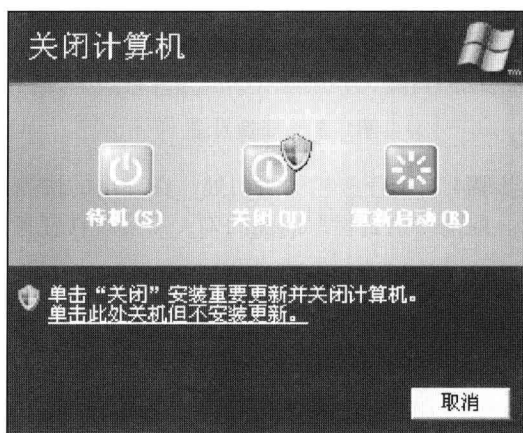 关闭计算机
TM
待机(S)
关闭(U)
重新启动(R)
单击“关闭”安装重要更新并关闭计算机。
单击此处关机但不安装更新。
取消